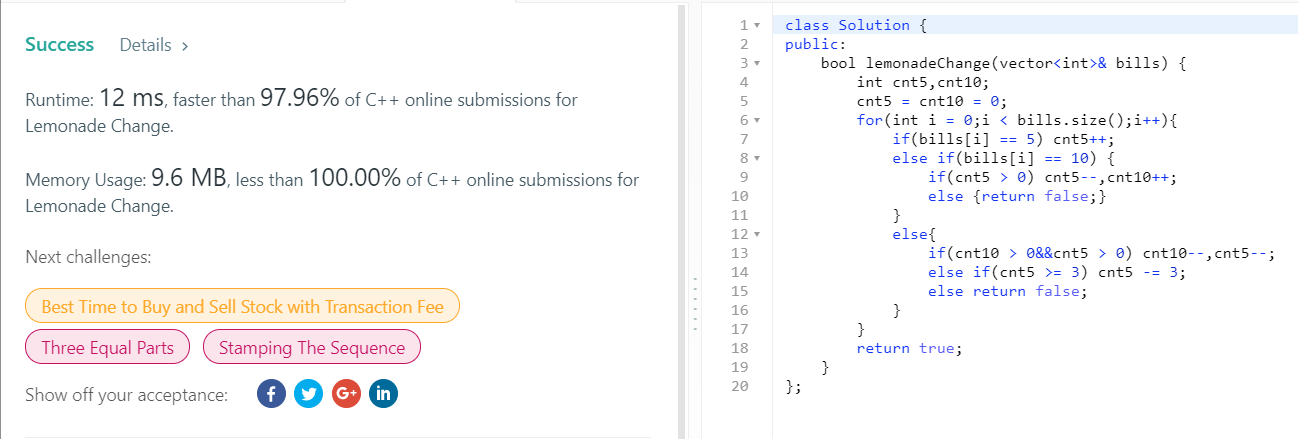 Success Details >
Runtime: 12 ms, faster than 97.96% of C++ online submissions for
Lemonade Change.
Memory Usage: 9.6 MB, less than 100.00% of C++ online submissions for
Lemonade Change.
Next challenges:
Best Time to Buy and Sell Stock with Transaction Fee
Three Equal Parts Stamping The Sequence
Show off your acceptance: f G+ in
1 class Solution {
2 public:
3     bool lemonadeChange(vector<int>& bills) {
4         int cnt5,cnt10;
5         cnt5 = cnt10 = 0;
6         for(int i = 0;i < bills.size();i++){
7             if(bills[i] == 5) cnt5++;
8             else if(bills[i] == 10) {
9                 if(cnt5 > 0) cnt5--,cnt10++;
10                 else {return false;}
11             }
12             else{
13                 if(cnt10 > 0&&cnt5 > 0) cnt10--,cnt5--;
14                 else if(cnt5 >= 3) cnt5 -= 3;
15                 else return false;
16             }
17         }
18         return true;
19     }
20 };